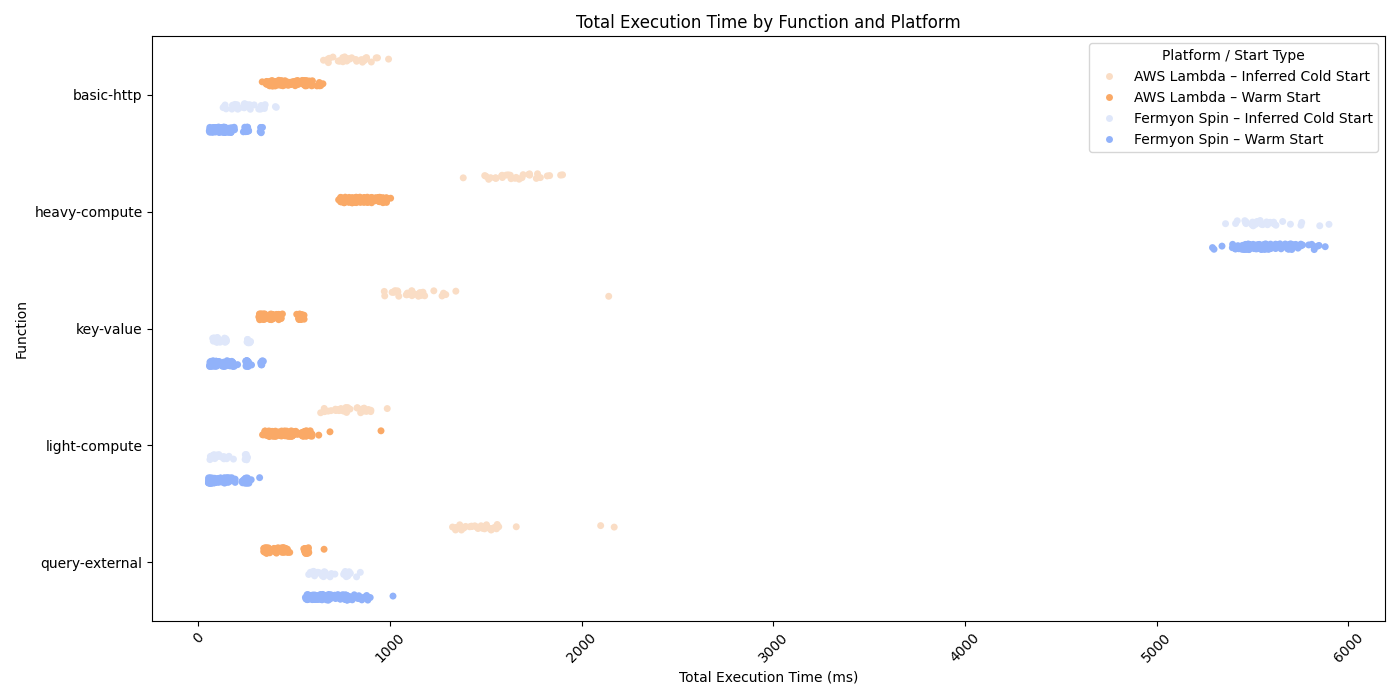 Total Execution Time by Function and Platform
Platform / Start Type
AWS Lambda – Inferred Cold Start
AWS Lambda – Warm Start
Fermyon Spin – Inferred Cold Start
Fermyon Spin – Warm Start
Function
basic-http
heavy-compute
key-value
light-compute
query-external
0
1000
2000
3000
4000
5000
6000
Total Execution Time (ms)